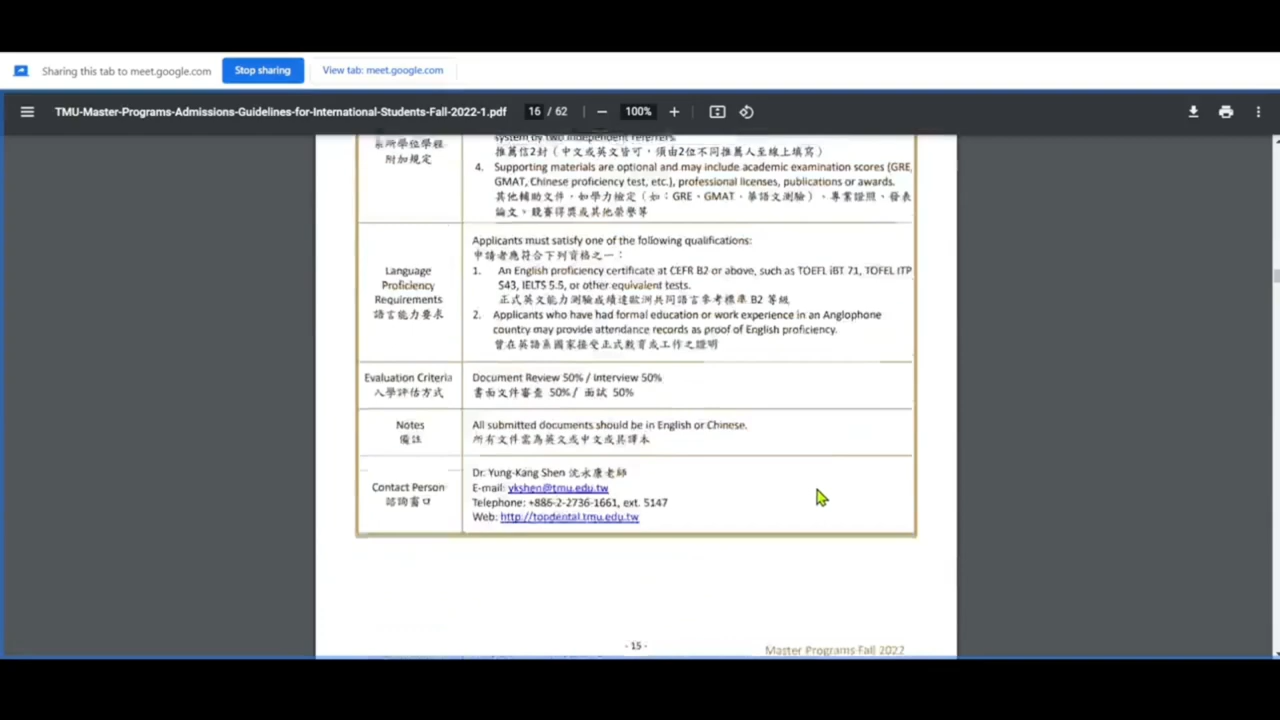 Sharing this tab to meet.google.com
Stop sharing
View tab: meet.google.com
TMU-Master-Programs-Admissions-Guidelines-for-International-Students-Fall-2022-1.pdf
16 / 62
100%
系所學位學程
附加規定
system by two independent referrers.
推薦信2封（中文或英文皆可，須由2位不同推薦人至線上填寫）
4. Supporting materials are optional and may include academic examination scores (GRE,
GMAT, Chinese proficiency test, etc.), professional licenses, publications or awards.
其他輔助文件，如學力檢定（如：GRE、GMAT、華語文測驗）、專業證照、發表
論文、競賽得獎或其他榮譽等
Language
Proficiency
Requirements
語言能力要求
Applicants must satisfy one of the following qualifications:
申請者應符合下列資格之一：
1. An English proficiency certificate at CEFR B2 or above, such as TOEFL iBT 71, TOFEL ITP
543, IELTS 5.5, or other equivalent tests.
正式英文能力測驗成績達歐洲共同語言參考標準 B2 等級
2. Applicants who have had formal education or work experience in an Anglophone
country may provide attendance records as proof of English proficiency.
曾在英語系國家接受正式教育或工作之證明
Evaluation Criteria
入學評估方式
Document Review 50% / Interview 50%
書面文件審查 50% / 面試 50%
Notes
備註
All submitted documents should be in English or Chinese.
所有文件需為英文或中文或其譯本
Contact Person
諮詢窗口
Dr. Yung-Kang Shen 沈永康老師
E-mail: ykshen@tmu.edu.tw
Telephone: +886-2-2736-1661, ext. 5147
Web: http://topdental.tmu.edu.tw
- 15 -
Master Programs-Fall 2022